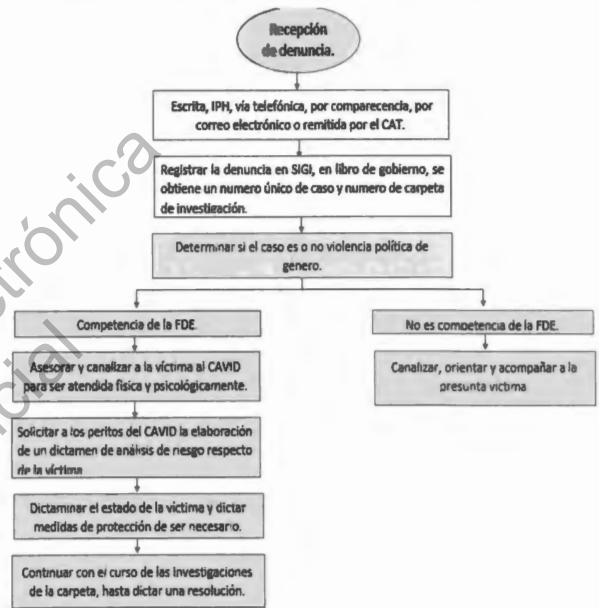 Recepción
de denuncia.
Escrita, IPH, vía telefónica, por comparecencia, por
correo electrónico o remitida por el CAT.
Registrar la denuncia en SIGI, en libro de gobierno, se
obtiene un numero único de caso y numero de carpeta
de investigación.
Determinar si el caso es o no violencia política de
genero.
Competencia de la FDE.
No es competencia de la FDE.
Asesorar y canalizar a la víctima al CAVID
para ser atendida física y psicológicamente.
Canalizar, orientar y acompañar a la
presunta victima
Solicitar a los peritos del CAVID la elaboración
de un dictamen de análisis de riesgo respecto
de la víctima
Dictaminar el estado de la victima y dictar
medidas de protección de ser necesario.
Continuar con el curso de las investigaciones
de la carpeta, hasta dictar una resolución.